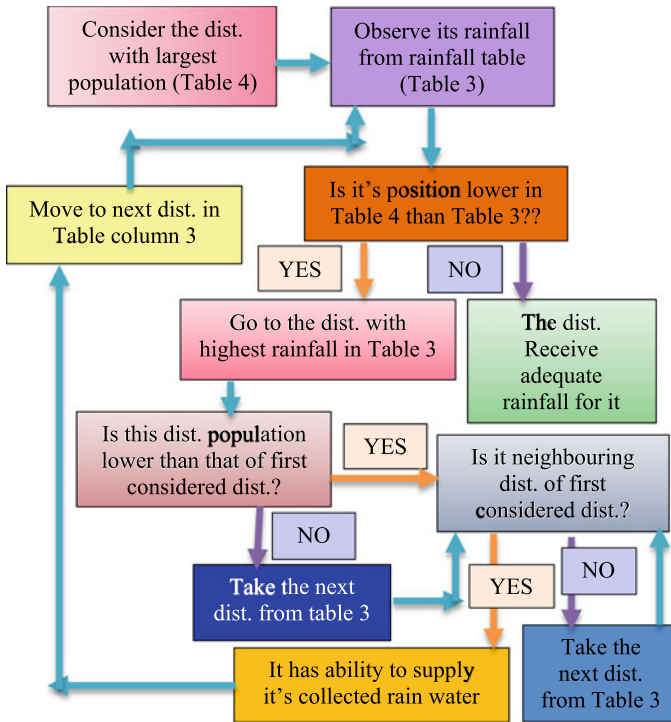 Consider the dist.
with largest
population (Table 4)
Observe its rainfall
from rainfall table
(Table 3)
Move to next dist. in
Table column 3
Is it's position lower in
Table 4 than Table 3??
YES
NO
Go to the dist. with
highest rainfall in Table 3
The dist.
Receive
adequate
rainfall for it
Is this dist. population
lower than that of first
considered dist.?
YES
Is it neighbouring
dist. of first
considered dist.?
NO
Take the next
dist. from table 3
YES
NO
It has ability to supply
it's collected rain water
Take the
next dist.
from Table 3